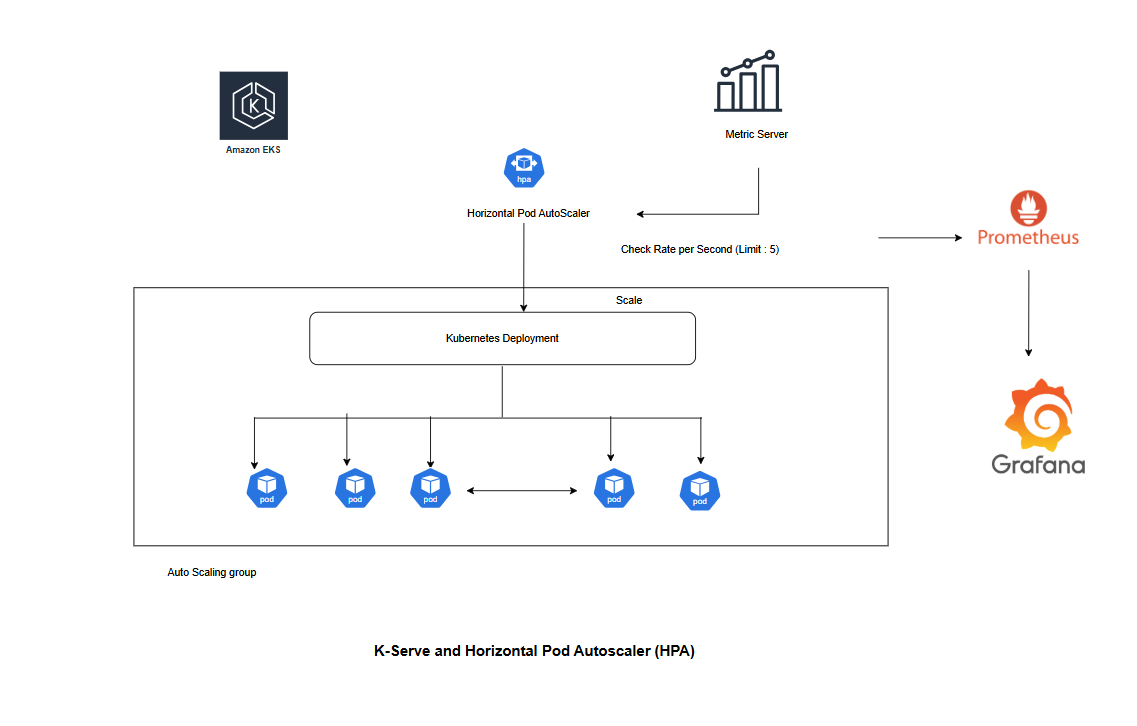 Metric Server
Amazon EKS
hpa
Horizontal Pod AutoScaler
Prometheus
Check Rate per Second (Limit : 5)
Scale
Kubernetes Deployment
Grafana
pod
pod
pod
pod
pod
Auto Scaling group
K-Serve and Horizontal Pod Autoscaler (HPA)